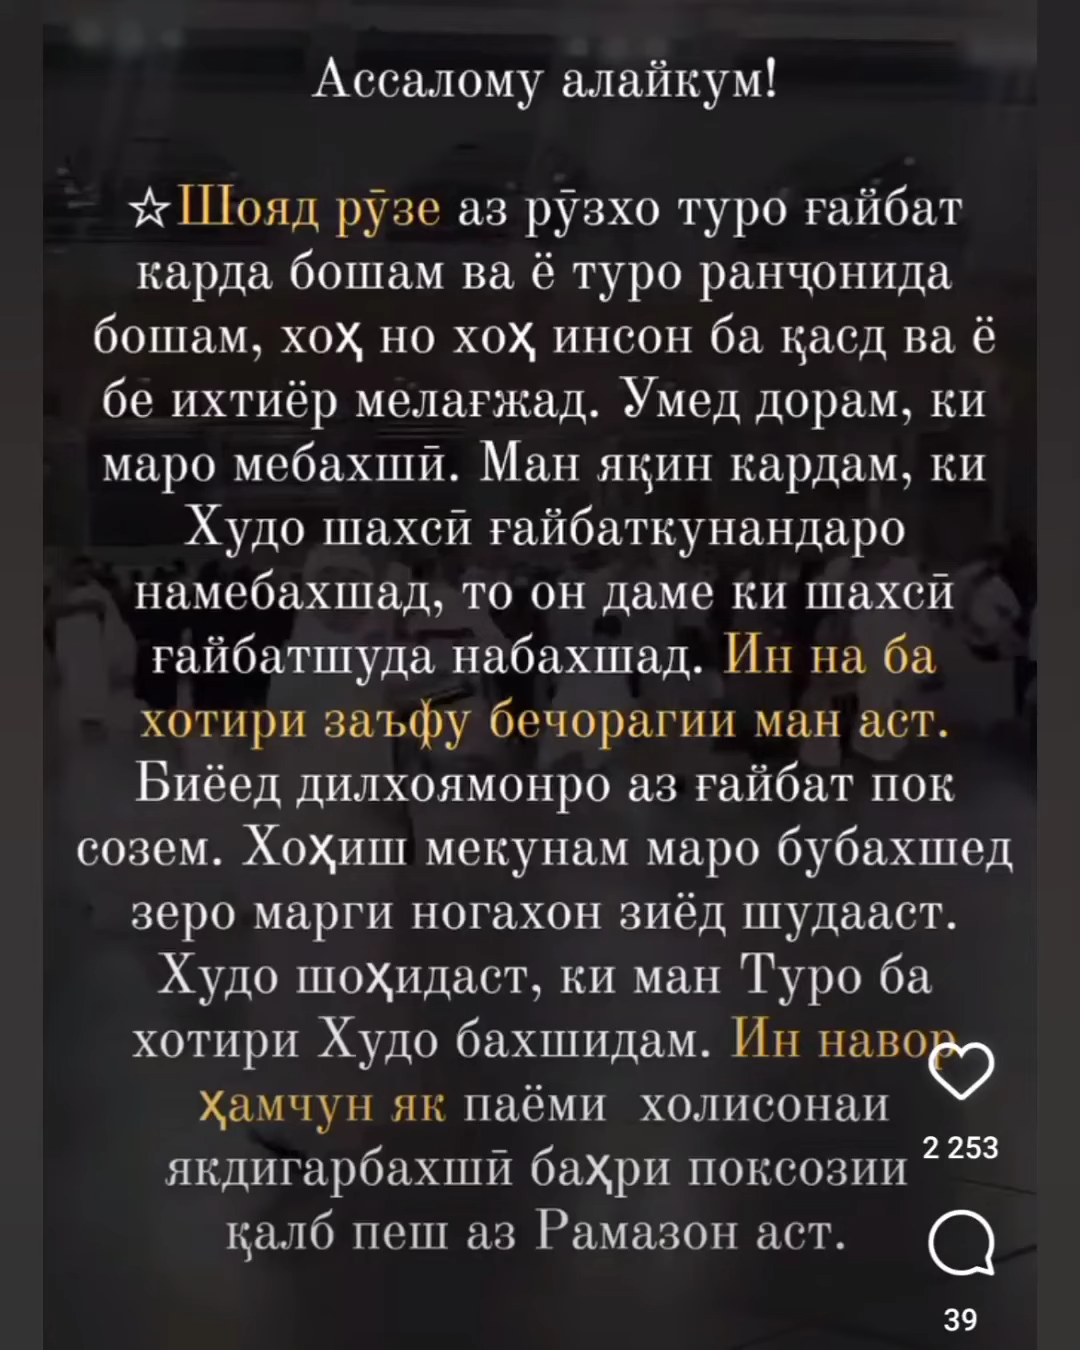 Ассалому алайкум!
☆Шояд рӯзе аз рӯзхо туро ғайбат
карда бошам ва ё туро ранҷонида
бошам, хоҳ но хоҳ инсон ба қасд ва ё
бе ихтиёр мелағжад. Умед дорам, ки
маро мебахшӣ. Ман яқин кардам, ки
Худо шахсӣ ғайбаткунандаро
намебахшад, то он даме ки шахсӣ
ғайбатшуда набахшад. Ин на ба
хотири заъфу бечорагии ман аст.
Биёед дилхоямонро аз ғайбат пок
созем. Хоҳиш мекунам маро бубахшед
зеро марги ногахон зиёд шудааст.
Худо шоҳидаст, ки ман Туро ба
хотири Худо бахшидам. Ин навор
ҳамчун як паёми холисонаи
якдигарбахшӣ баҳри поксозии
қалб пеш аз Рамазон аст.
2 253
39